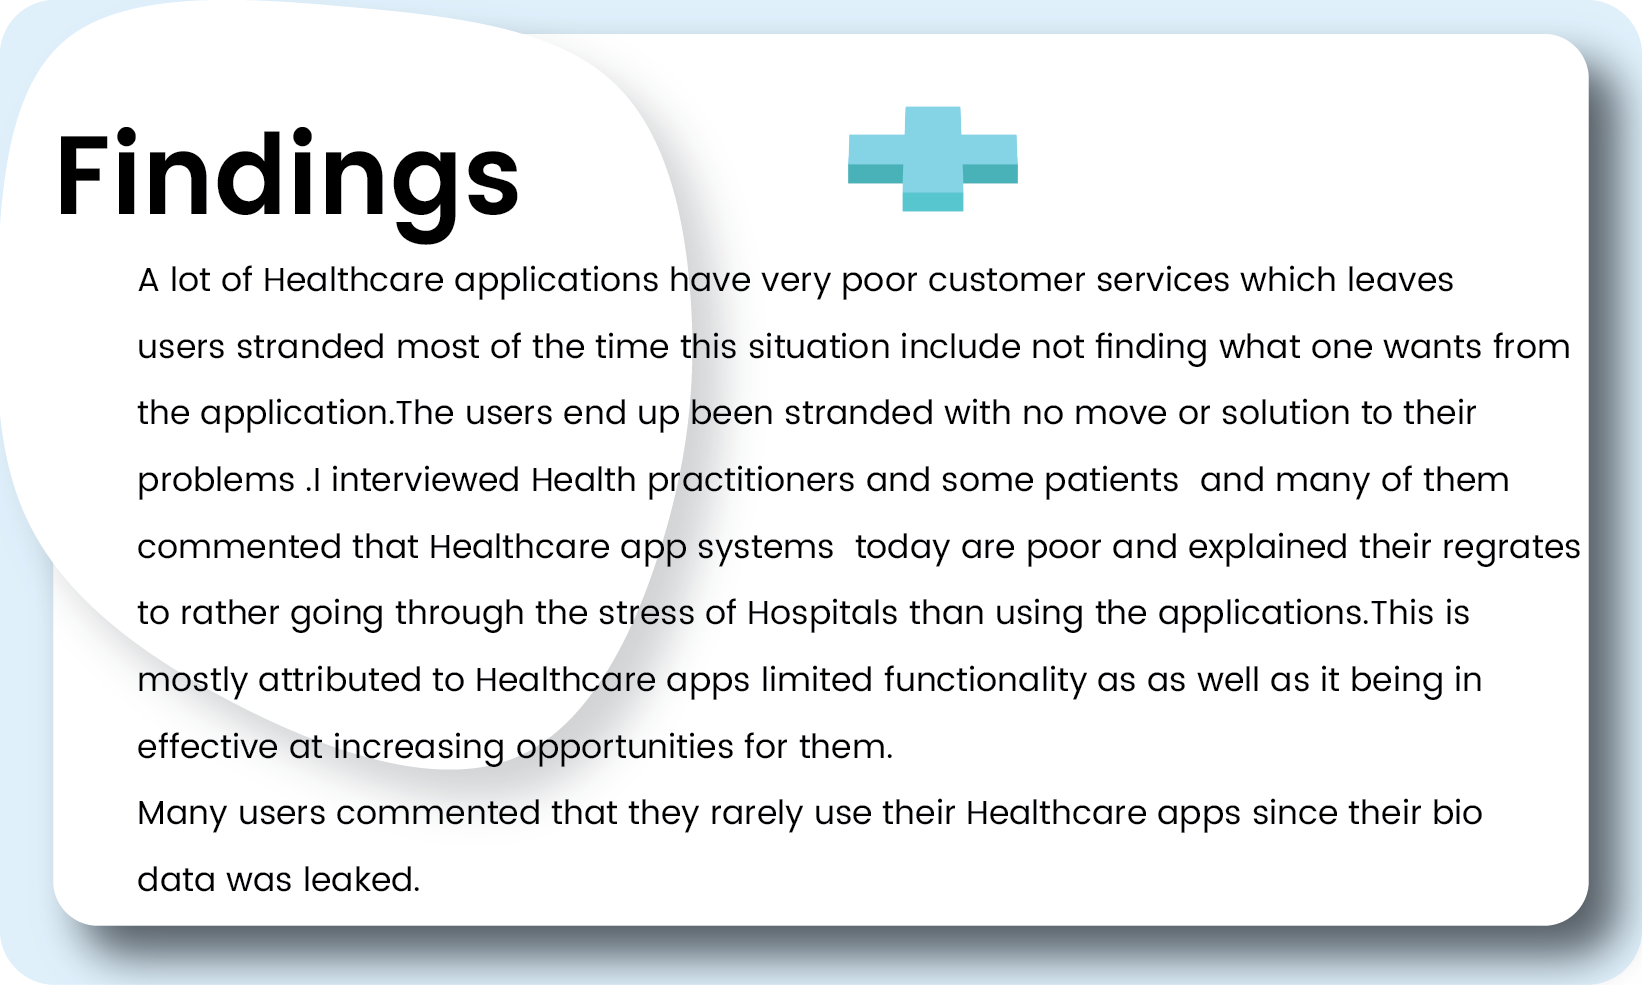 Findings
A lot of Healthcare applications have very poor customer services which leaves
users stranded most of the time this situation include not finding what one wants from
the application.The users end up been stranded with no move or solution to their
problems .I interviewed Health practitioners and some patients  and many of them
commented that Healthcare app systems  today are poor and explained their regrates
to rather going through the stress of Hospitals than using the applications.This is
mostly attributed to Healthcare apps limited functionality as as well as it being in
effective at increasing opportunities for them.
Many users commented that they rarely use their Healthcare apps since their bio
data was leaked.